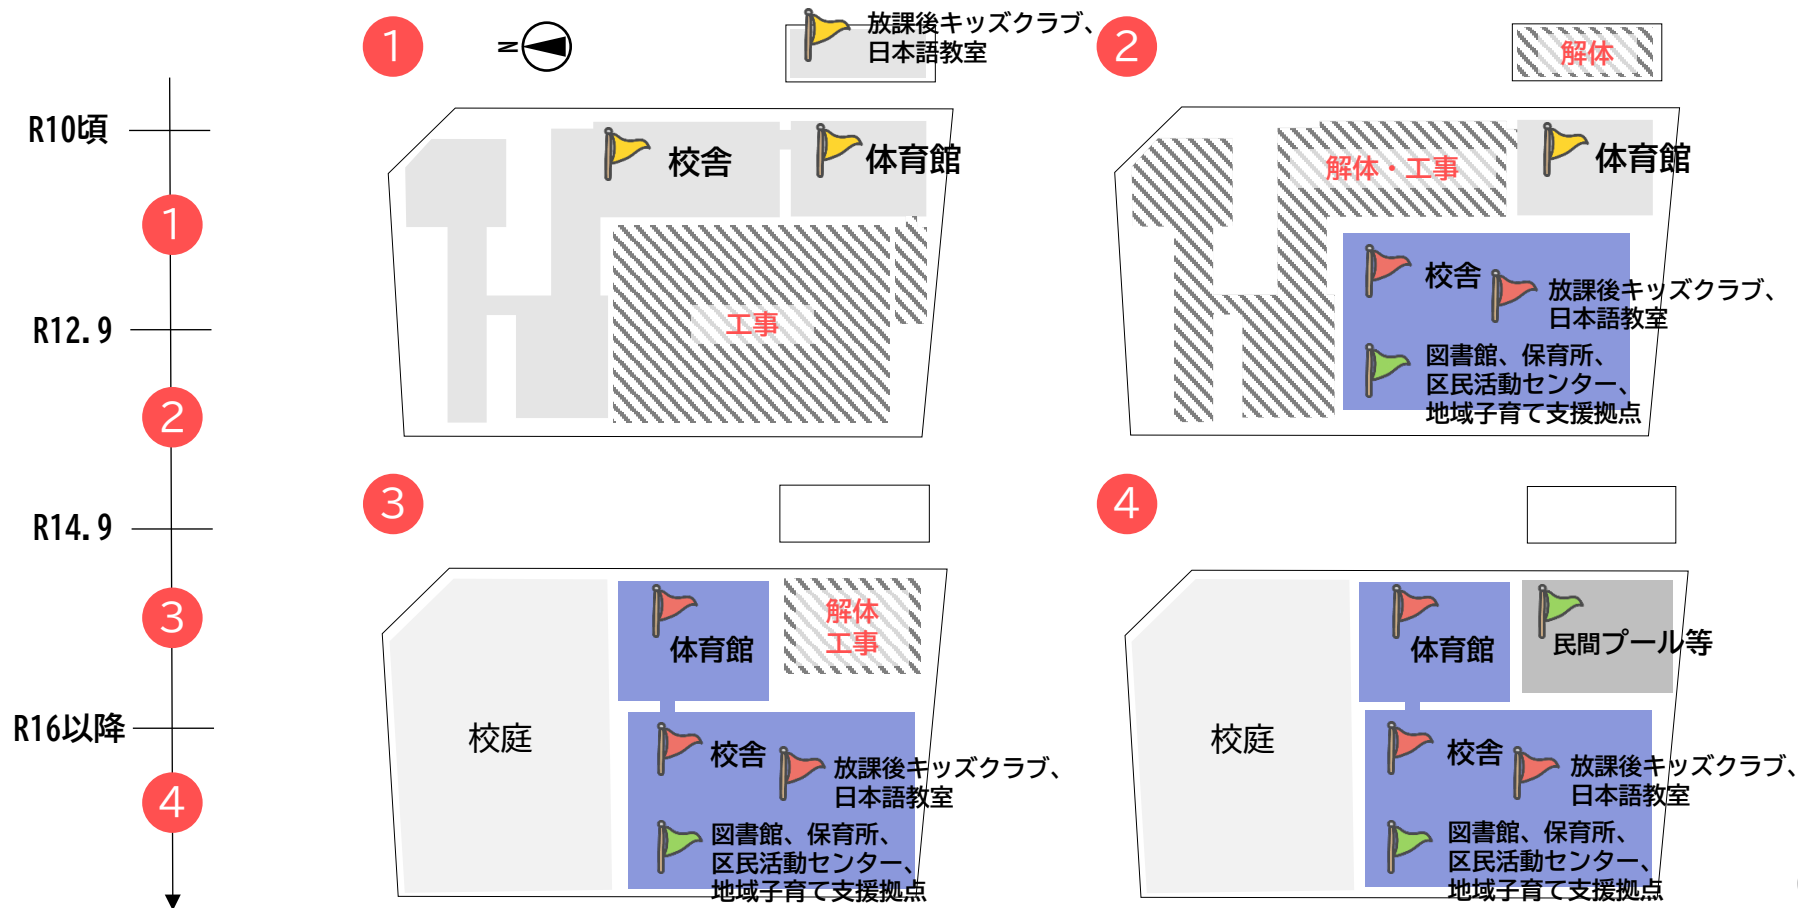 R10頃
1
R12.9
2
R14.9
3
R16以降
4
1
N
放課後キッズクラブ、
日本語教室
校舎
体育館
工事
2
解体
解体・工事
体育館
校舎
放課後キッズクラブ、
日本語教室
図書館、保育所、
区民活動センター、
地域子育て支援拠点
3
体育館
解体
工事
校庭
校舎
放課後キッズクラブ、
日本語教室
図書館、保育所、
区民活動センター、
地域子育て支援拠点
4
体育館
民間プール等
校庭
校舎
放課後キッズクラブ、
日本語教室
図書館、保育所、
区民活動センター、
地域子育て支援拠点